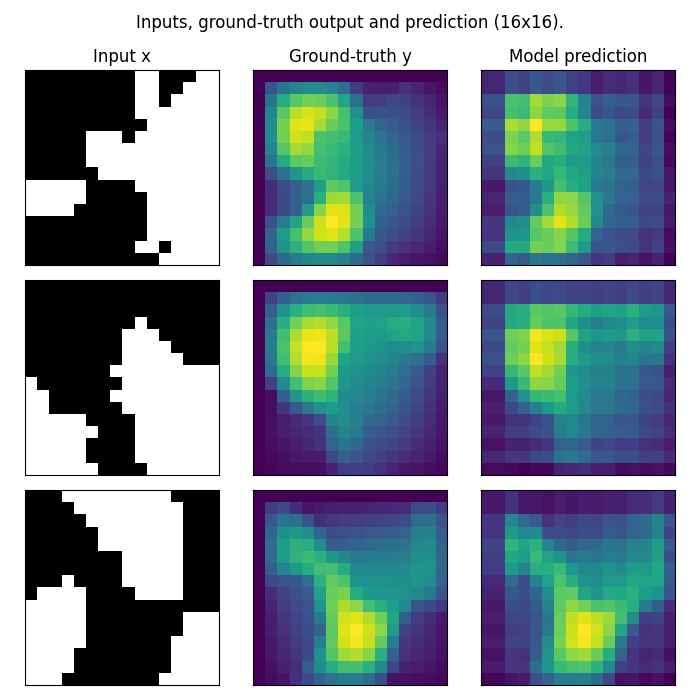 Inputs, ground-truth output and prediction (16x16).
Input x
Ground-truth y
Model prediction